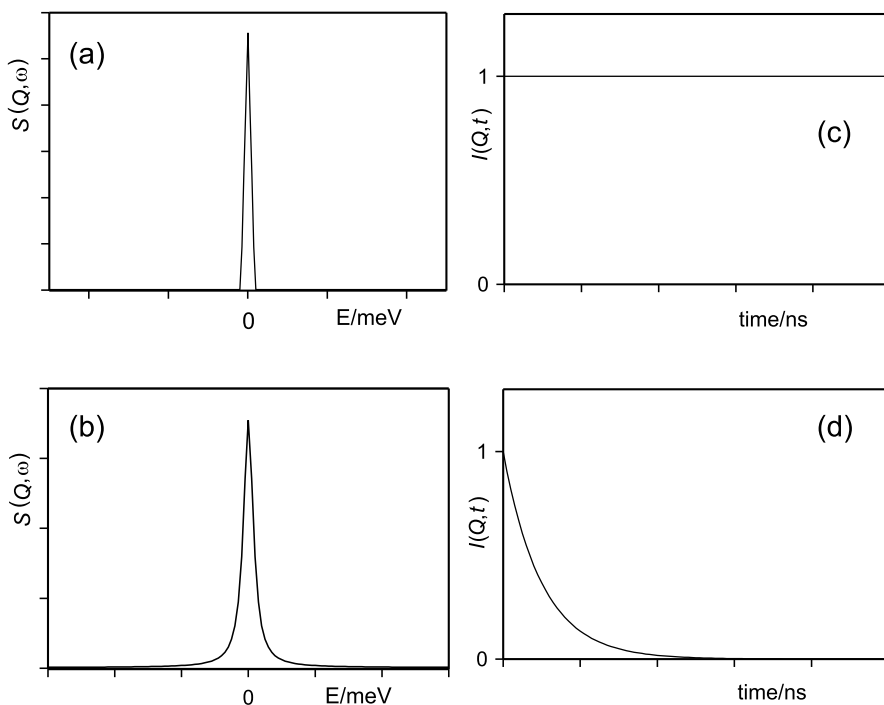 (a)
S(Q,ω)
0
E/meV
1
I(Q,t)
(c)
0
time/ns
(b)
S(Q,ω)
0
E/meV
1
I(Q,t)
(d)
0
time/ns